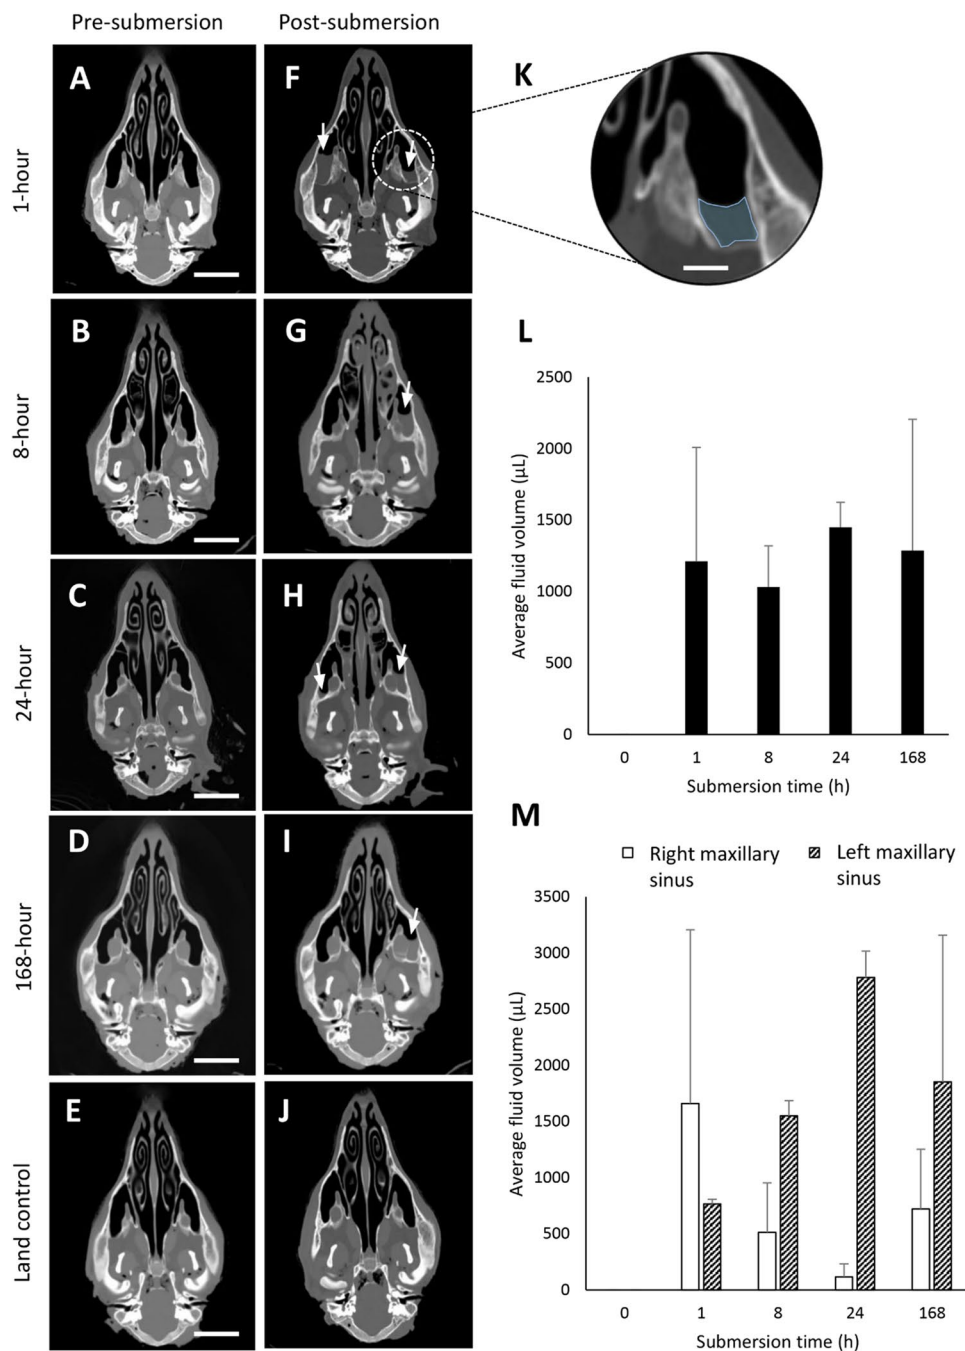 Pre-submersion
Post-submersion
1-hour
A
F
K
8-hour
B
G
24-hour
C
H
168-hour
D
I
Land control
E
J
L
Average fluid volume (µL)
2500
2000
1500
1000
500
0
0 1 8 24 168
Submersion time (h)
M
Right maxillary
sinus
Left maxillary
sinus
Average fluid volume (µL)
3500
3000
2500
2000
1500
1000
500
0
0 1 8 24 168
Submersion time (h)